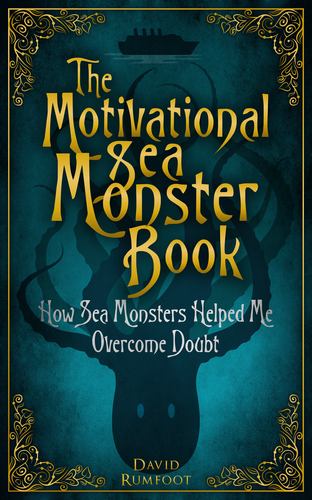 The
Motivational
Sea
Monster
Book
How Sea Monsters Helped Me
Overcome Doubt
David
Rumfoot